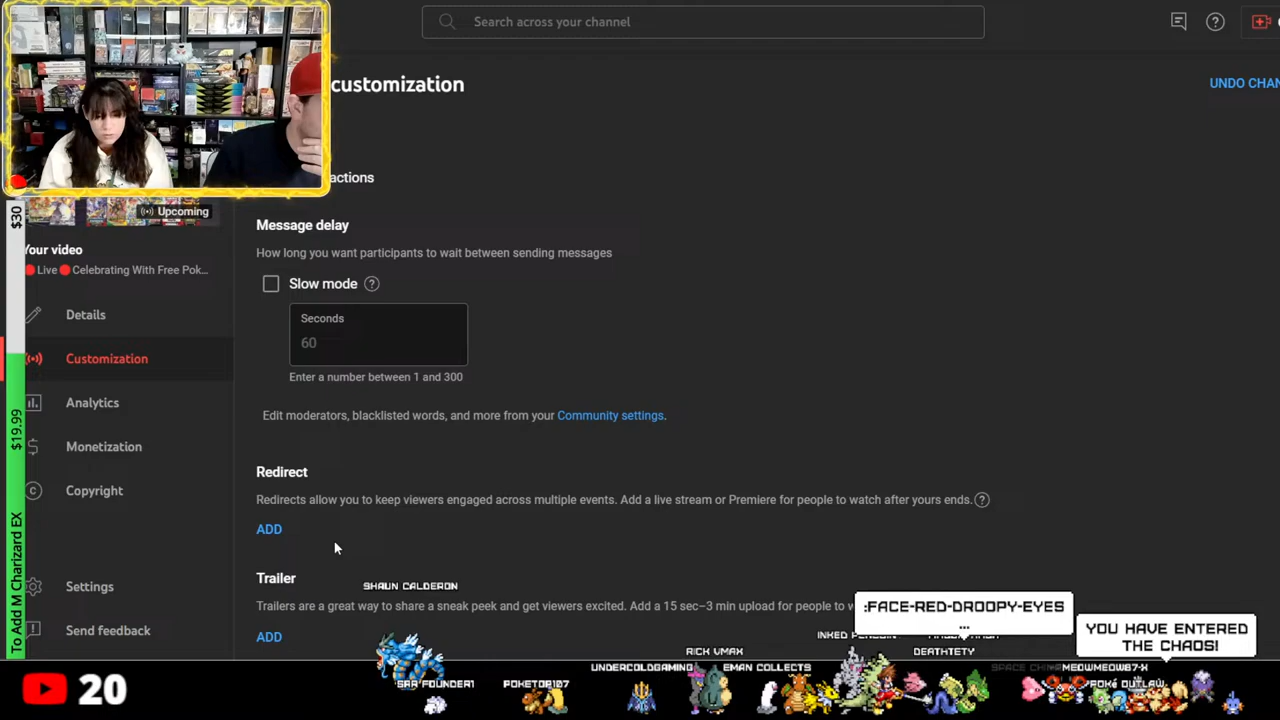 Search across your channel
customization
UNDO CHAN
actions
Upcoming
Message delay
How long you want participants to wait between sending messages
Slow mode
Seconds
60
Enter a number between 1 and 300
Edit moderators, blacklisted words, and more from your Community settings.
Redirect
Redirects allow you to keep viewers engaged across multiple events. Add a live stream or Premiere for people to watch after yours ends.
ADD
Trailer
Trailers are a great way to share a sneak peek and get viewers excited. Add a 15 sec–3 min upload for people to w
ADD
Your video
Live Celebrating With Free Pok...
Details
Customization
Analytics
Monetization
Copyright
Settings
Send feedback
$30
$19.99
To Add M Charizard EX
SHAUN CALDERON
:FACE-RED-DROOPY-EYES
...
YOU HAVE ENTERED
THE CHAOS!
RICK VMAX
DEATHTETY
UNDERCOLDGAMING
EMAN COLLECTS
MEOWMEOW87-X
POKETOP107
POKÉ OUTLAW
20